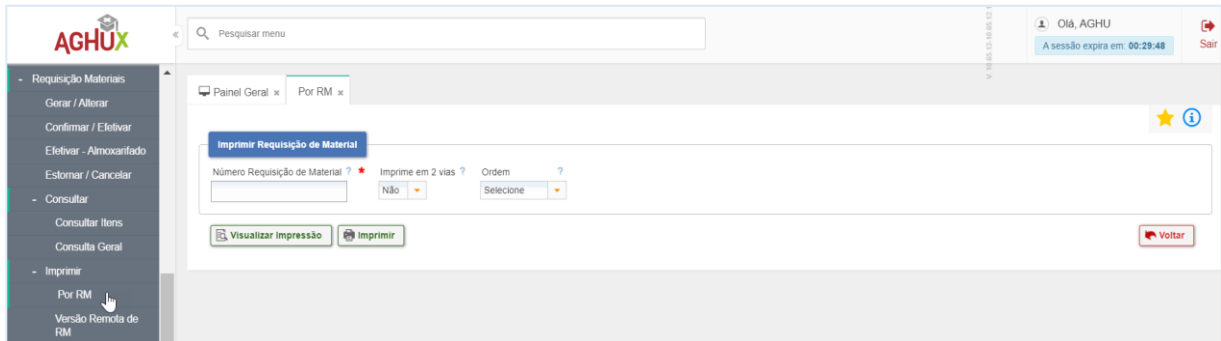 AGHUX
«
Pesquisar menu
Olá, AGHU
A sessão expira em: 00:29:48
Sair
- Requisição Materiais
Gerar / Alterar
Confirmar / Efetivar
Efetivar - Almoxarifado
Estornar / Cancelar
- Consultar
Consultar Itens
Consulta Geral
- Imprimir
Por RM
Versão Remota de
RM
Painel Geral ×
Por RM ×
Imprimir Requisição de Material
Número Requisição de Material ? *
Imprime em 2 vias ?
Ordem ?
Não
Selecione
Visualizar Impressão
Imprimir
Voltar